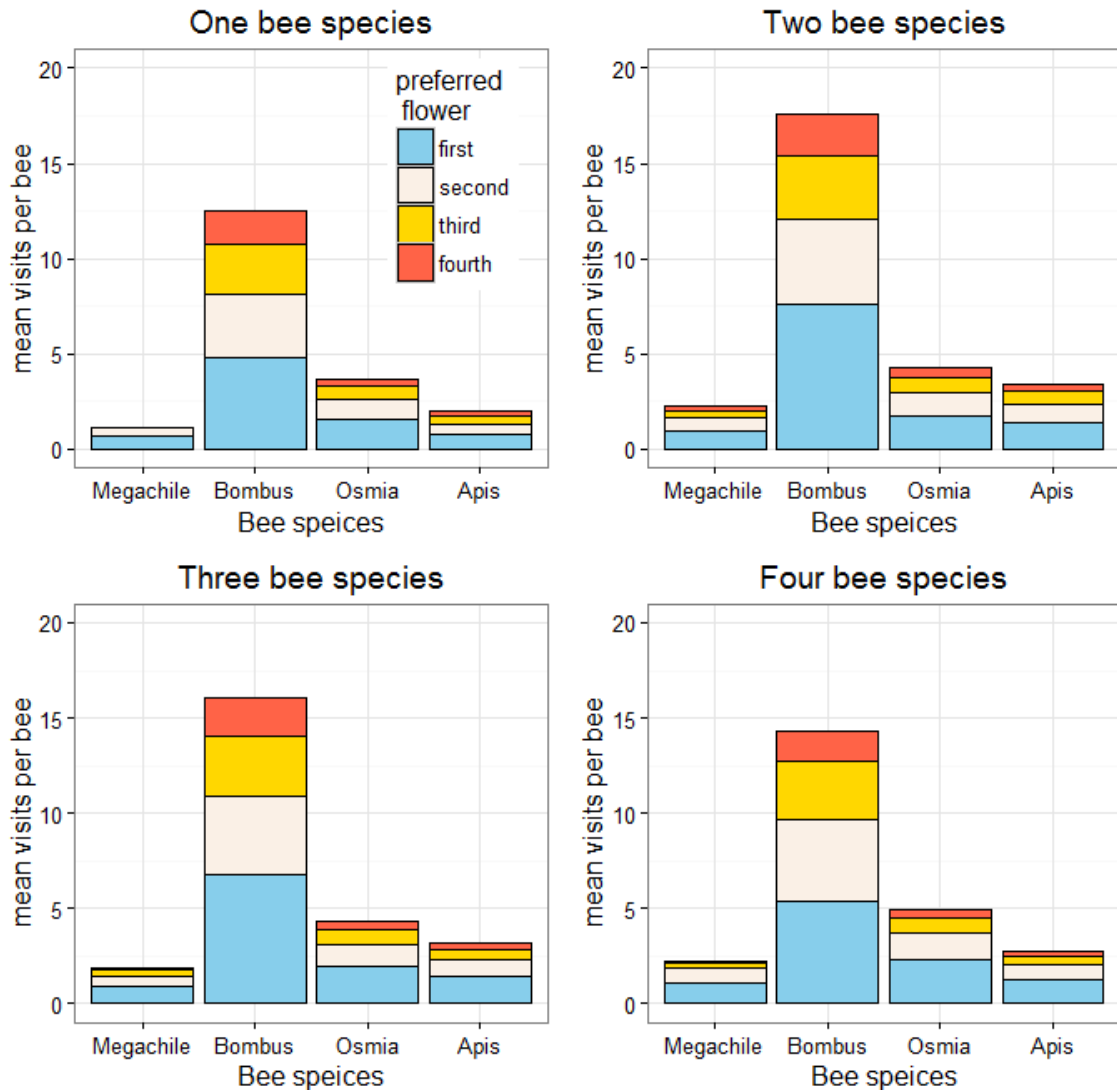 One bee species
20
15
10
5
0
mean visits per bee
preferred
flower
first
second
third
fourth
Megachile Bombus Osmia Apis
Bee speices
Two bee species
20
15
10
5
0
mean visits per bee
Megachile Bombus Osmia Apis
Bee speices
Three bee species
20
15
10
5
0
mean visits per bee
Megachile Bombus Osmia Apis
Bee speices
Four bee species
20
15
10
5
0
mean visits per bee
Megachile Bombus Osmia Apis
Bee speices